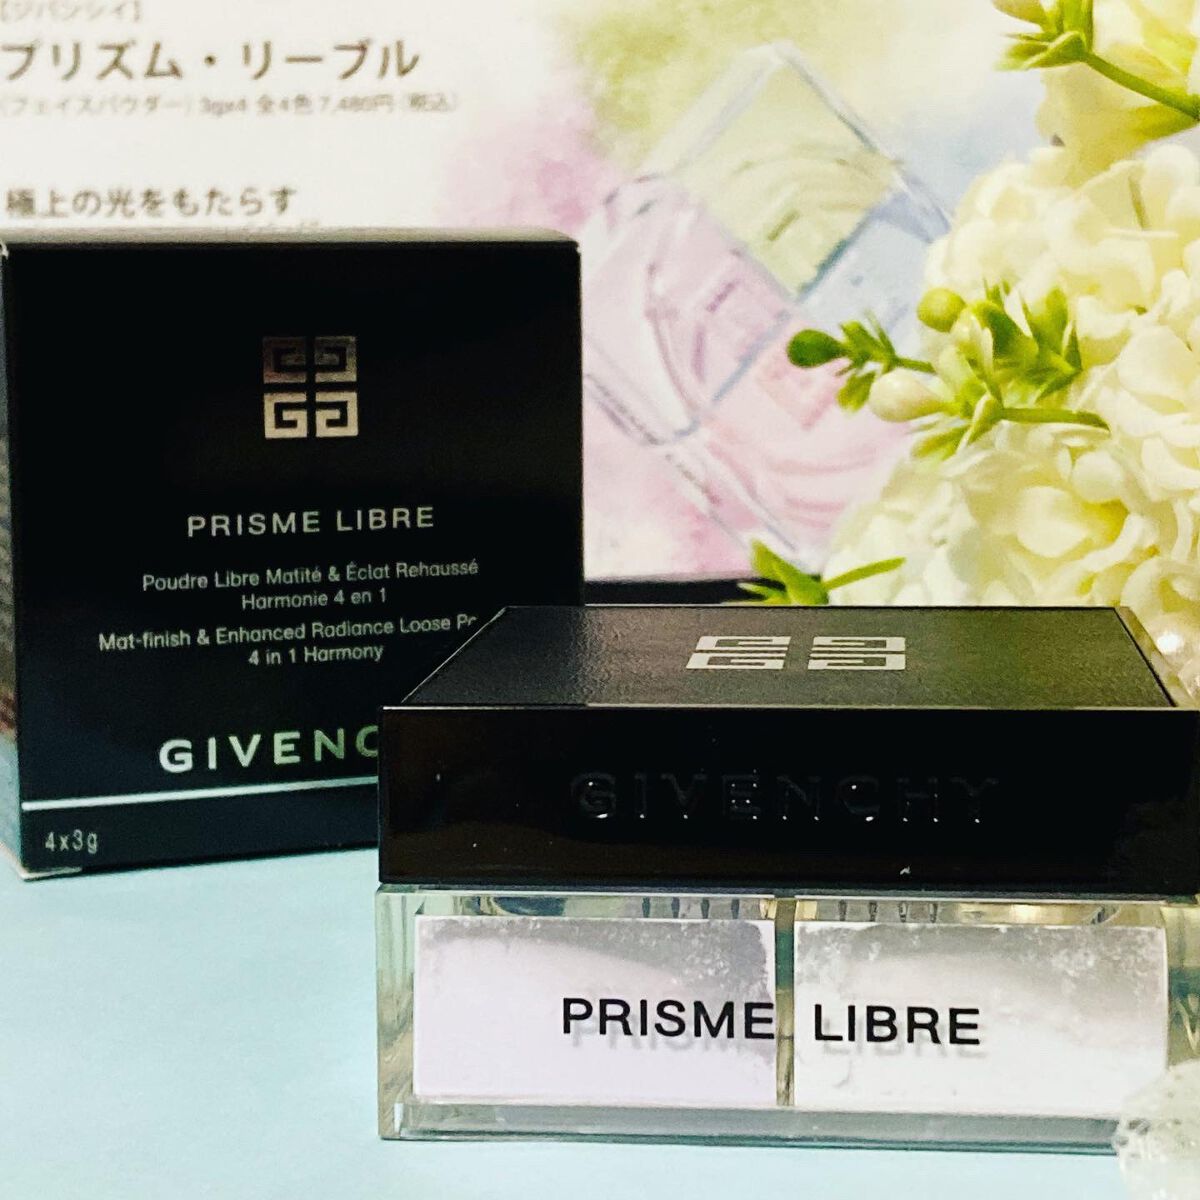 【ジバンシイ】
プリズム・リーブル
(フェイスパウダー) 3g×4 全4色 7,480円 (税込)
極上の光をもたらす
PRISME LIBRE
Poudre Libre Matité & Éclat Rehaussé
Harmonie 4 en 1
Mat-finish & Enhanced Radiance Loose
4 in 1 Harmony
GIVENC
4x3g
GIVENCHY
PRISME LIBRE